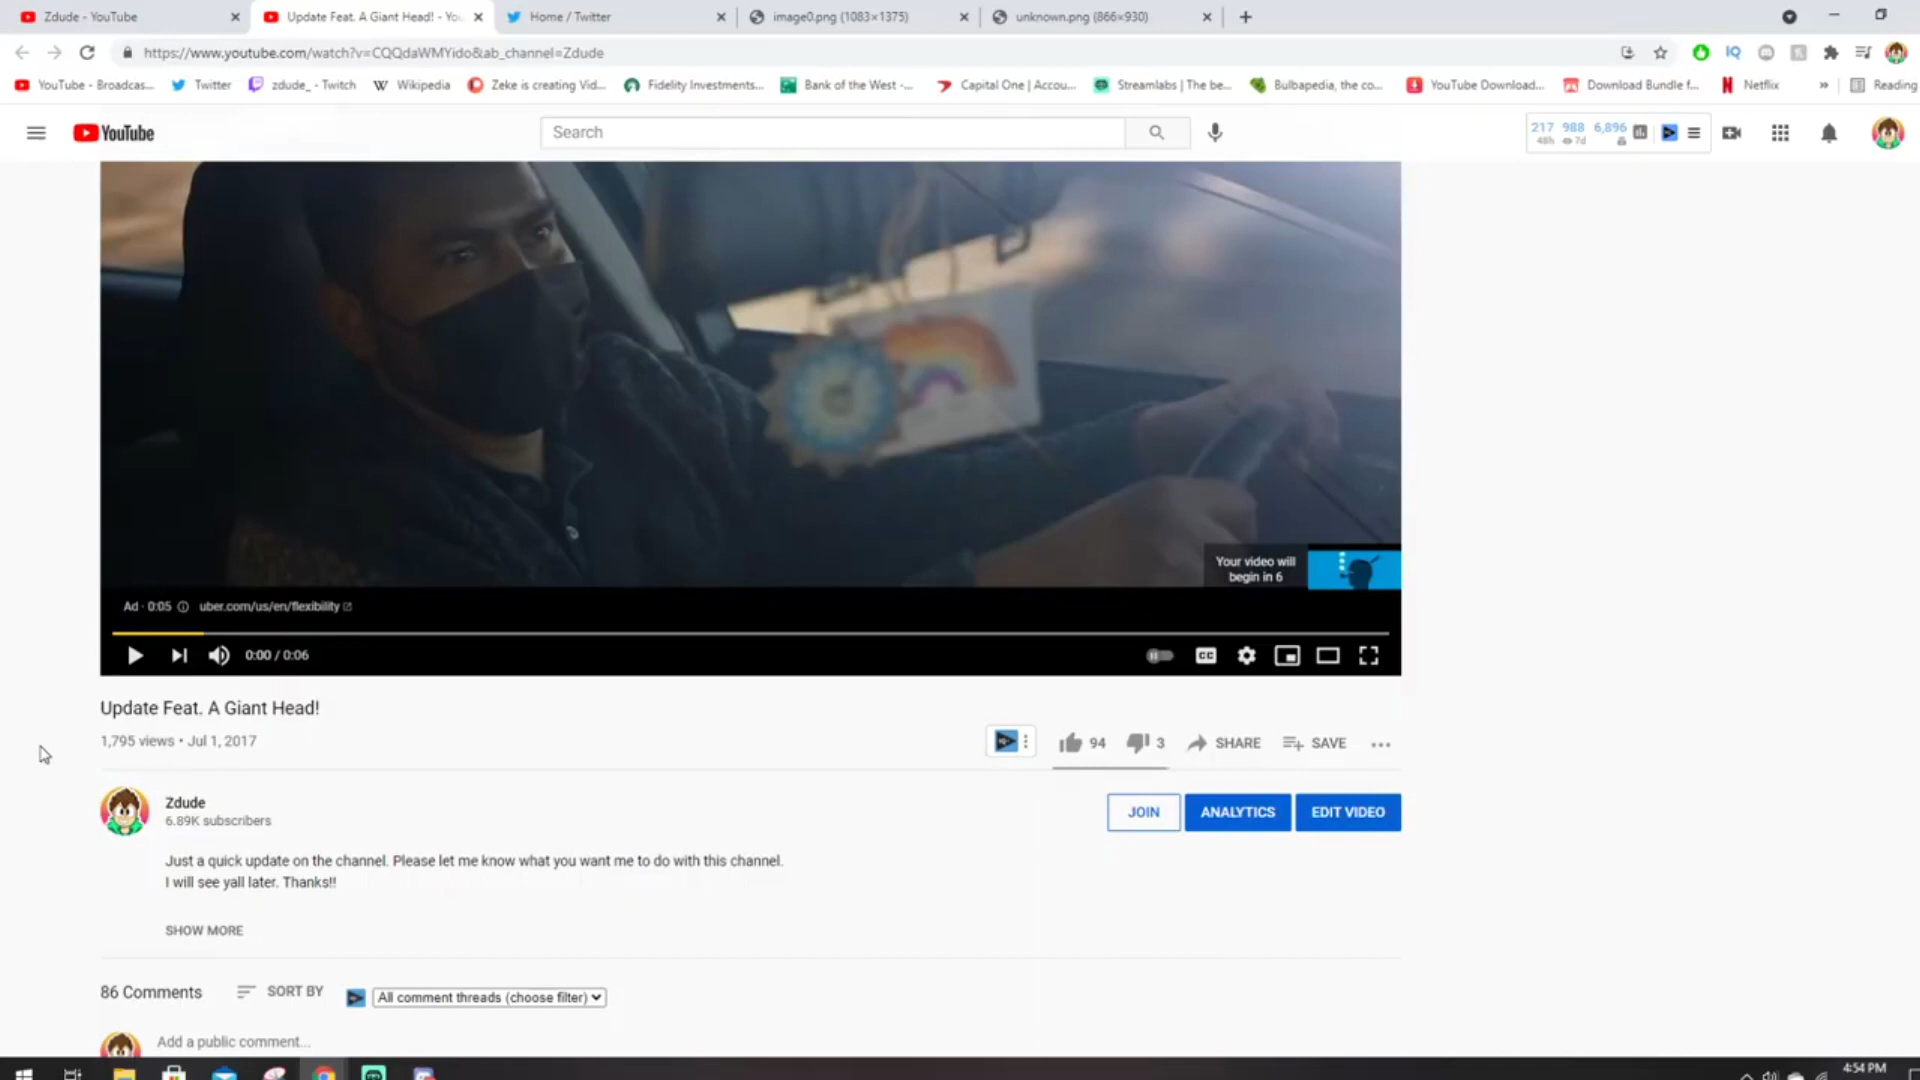 Zdude - YouTube
Update Feat. A Giant Head! - You
Home / Twitter
image0.png (1083×1375)
unknown.png (866×930)
https://www.youtube.com/watch?v=CQQdaWMYido&ab_channel=Zdude
IQ
YouTube - Broadcas...
Twitter
zdude_ - Twitch
Wikipedia
Zeke is creating Vid...
Fidelity Investments...
Bank of the West -...
Capital One | Accou...
Streamlabs | The be...
Bulbapedia, the co...
YouTube Download...
Download Bundle f...
Netflix
»
Reading
YouTube
Search
217 988 6,896
48h 7d
Your video will
begin in 6
Ad · 0:05
uber.com/us/en/flexibility
0:00 / 0:06
CC
Update Feat. A Giant Head!
1,795 views • Jul 1, 2017
94
3
SHARE
SAVE
Zdude
6.89K subscribers
JOIN
ANALYTICS
EDIT VIDEO
Just a quick update on the channel. Please let me know what you want me to do with this channel.
I will see yall later. Thanks!!
SHOW MORE
86 Comments
SORT BY
All comment threads (choose filter)
Add a public comment...
4:54 PM